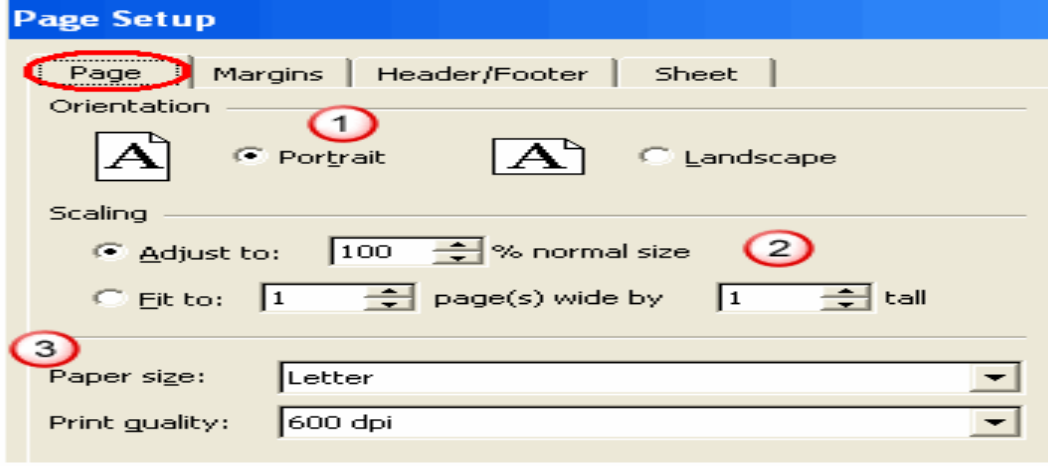 Page Setup
Page Margins Header/Footer Sheet
Orientation
1
A Portrait A Landscape
Scaling
Adjust to: 100 % normal size 2
Fit to: 1 page(s) wide by 1 tall
3
Paper size: Letter
Print quality: 600 dpi